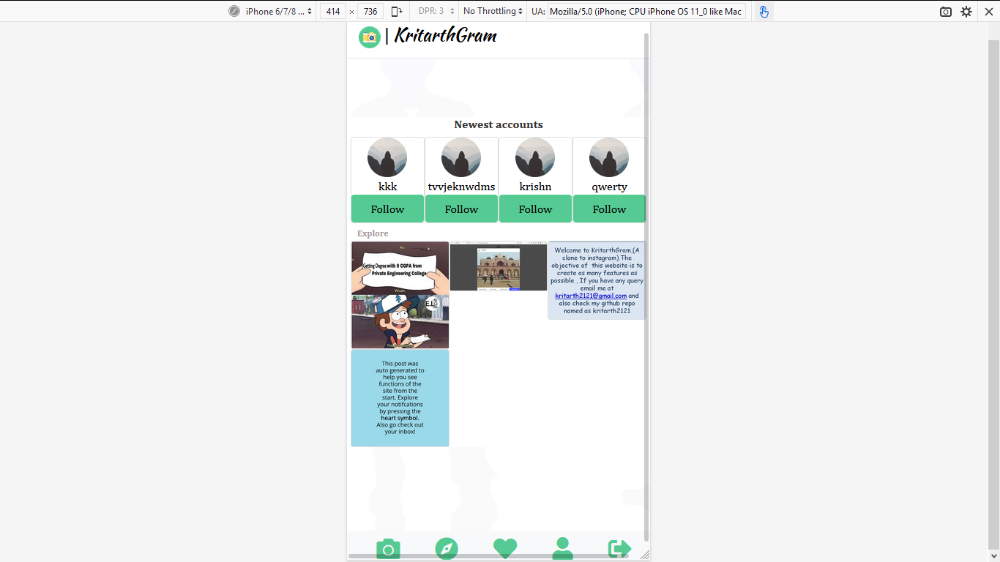 iPhone 6/7/8 ... 414 × 736 DPR: 3 No Throttling UA: Mozilla/5.0 (iPhone; CPU iPhone OS 11_0 like Mac
| KritarthGram
Newest accounts
kkk tvvjeknwdms krishn qwerty
Follow Follow Follow Follow
Explore
Getting Degree with 9 CGPA from
Private Engineering College
Woah
Welcome to KritarthGram,(A
clone to instagram).The
objective of this website is to
create as many features as
possible , If you have any query
email me at
kritarth2121@gmail.com and
also check my github repo
named as kritarth2121
This post was
auto generated to
help you see
functions of the
site from the
start. Explore
your notifcations
by pressing the
heart symbol.
Also go check out
your inbox!